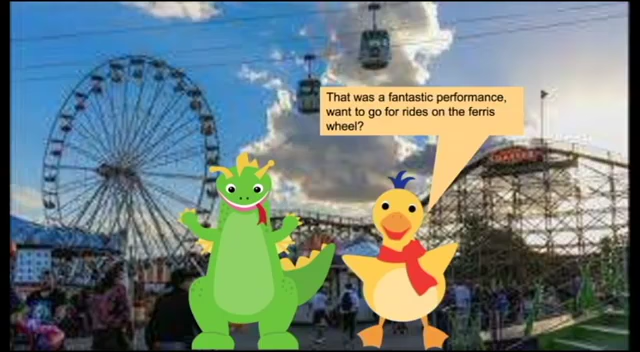 That was a fantastic performance,
want to go for rides on the ferris
wheel?